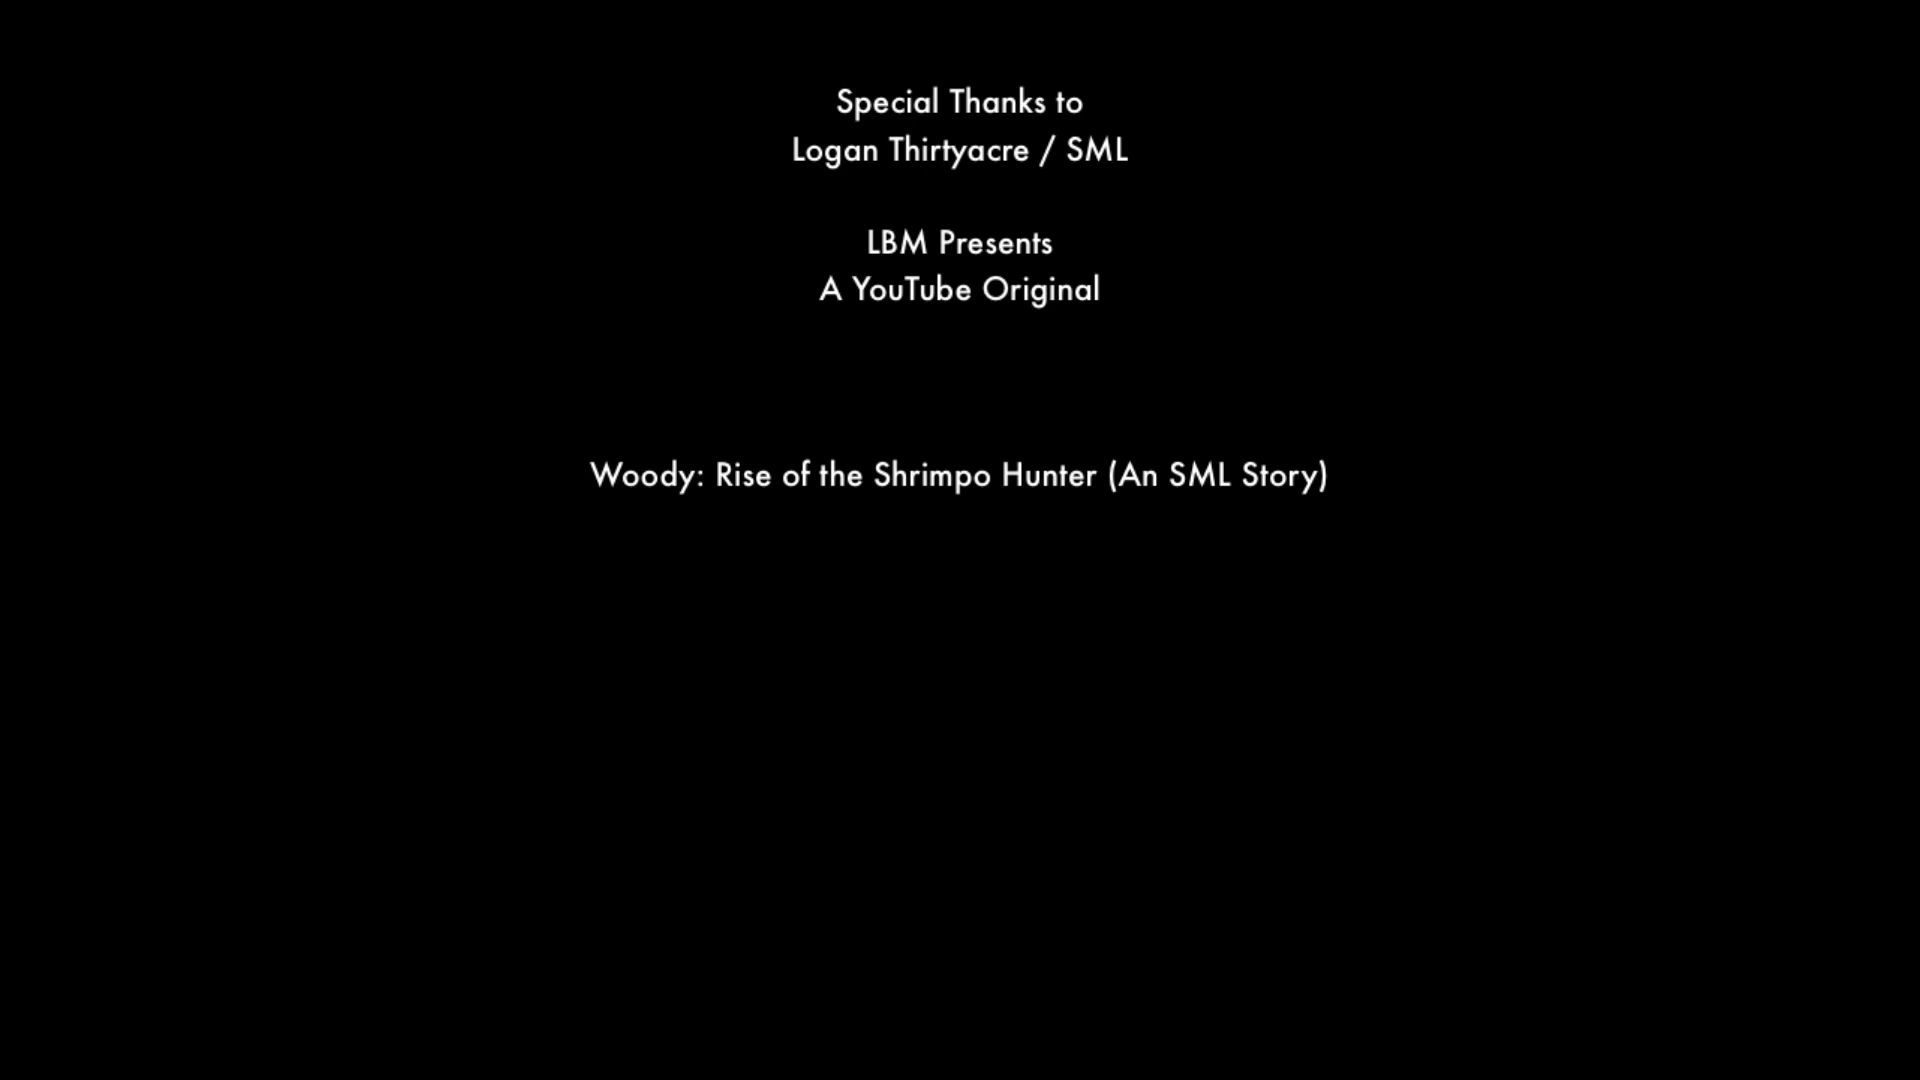 Special Thanks to
Logan Thirtyacre / SML
LBM Presents
A YouTube Original
Woody: Rise of the Shrimpo Hunter (An SML Story)